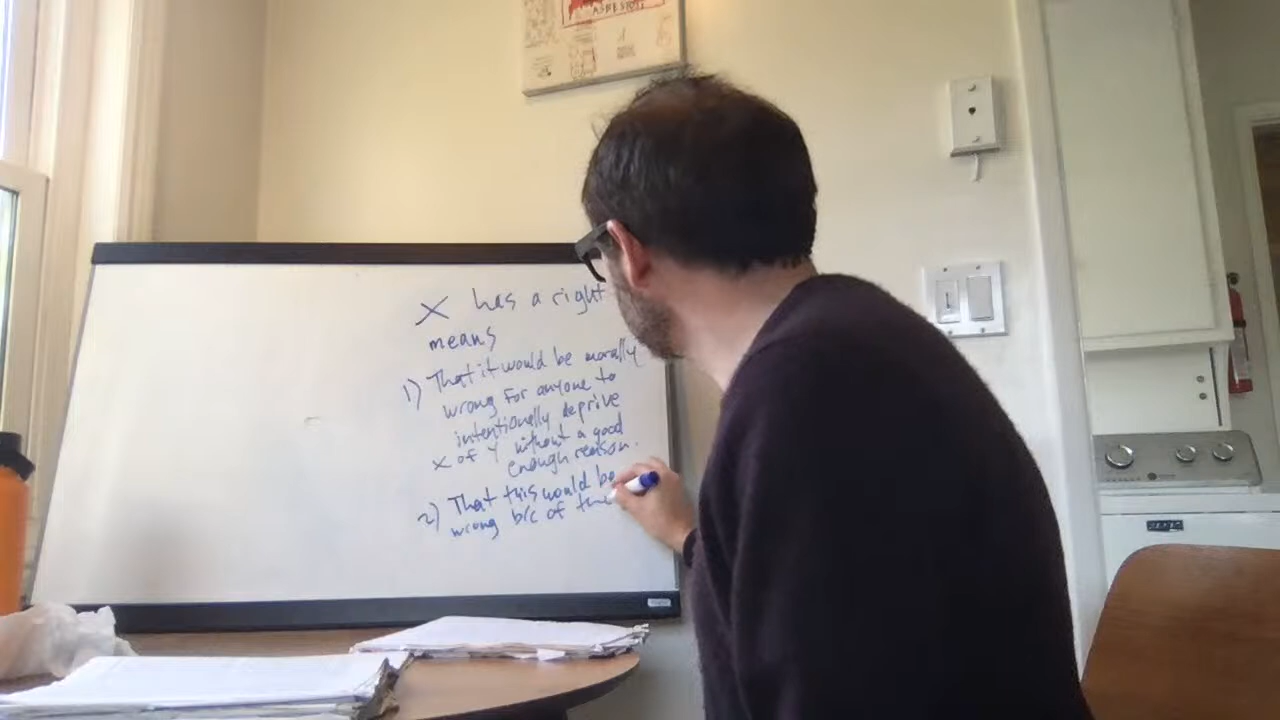 ASBESTOS
X has a right
means
1) That it would be morally
wrong for anyone to
intentionally deprive
X of Y without a good
enough reason.
2) That this would be
wrong b/c of